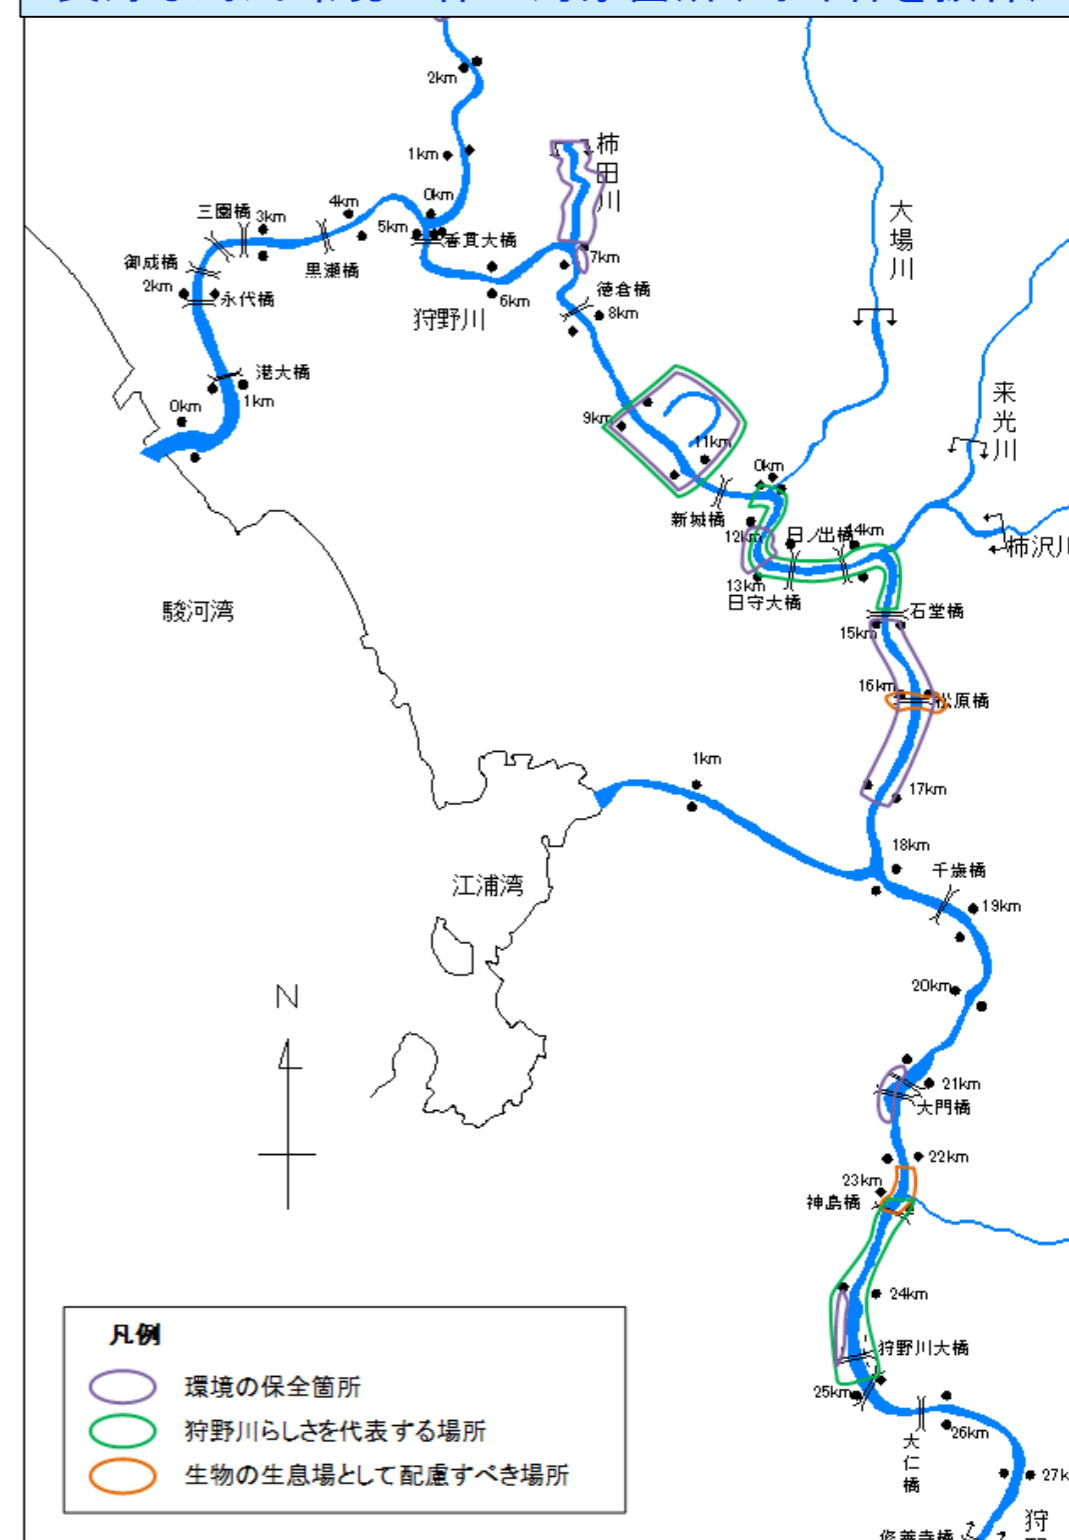 2km
1km
柿田川
0km
4km
三園橋
3km
5km
香貫大橋
大場川
黒瀬橋
御成橋
7km
2km
永代橋
6km
徳倉橋
8km
狩野川
港大橋
1km
0km
9km
11km
来光川
0km
新城橋
12km
日ノ出橋
14km
柿沢川
13km
日守大橋
駿河湾
石堂橋
15km
16km
松原橋
1km
17km
18km
千歳橋
江浦湾
19km
20km
N
21km
大門橋
22km
23km
神島橋
24km
狩野川大橋
25km
26km
大仁橋
27k
狩
修善寺橋
凡例
環境の保全箇所
狩野川らしさを代表する場所
生物の生息場として配慮すべき場所